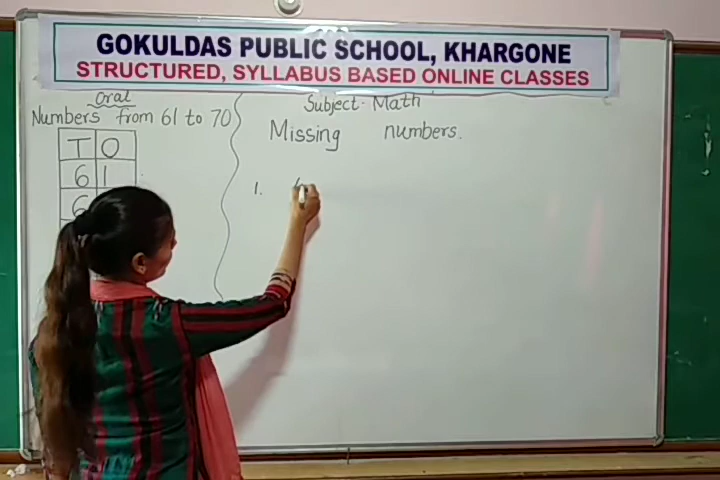 GOKULDAS PUBLIC SCHOOL, KHARGONE
STRUCTURED, SYLLABUS BASED ONLINE CLASSES
Oral
Numbers from 61 to 70
T O
6 1
6
Subject - Math
Missing numbers.
1.